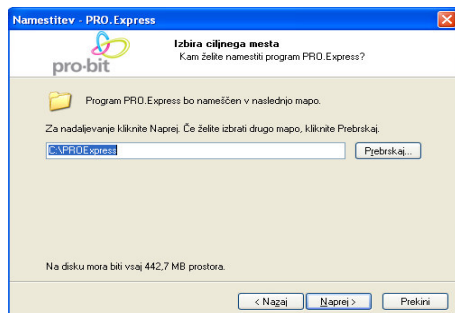 Namestitev - PRO.Express
pro·bit
Izbira ciljnega mesta
Kam želite namestiti program PRO.Express?
Program PRO.Express bo nameščen v naslednjo mapo.
Za nadaljevanje kliknite Naprej. Če želite izbrati drugo mapo, kliknite Prebrskaj.
C:\PROExpress
Prebrskaj...
Na disku mora biti vsaj 442,7 MB prostora.
< Nazaj
Naprej >
Prekini